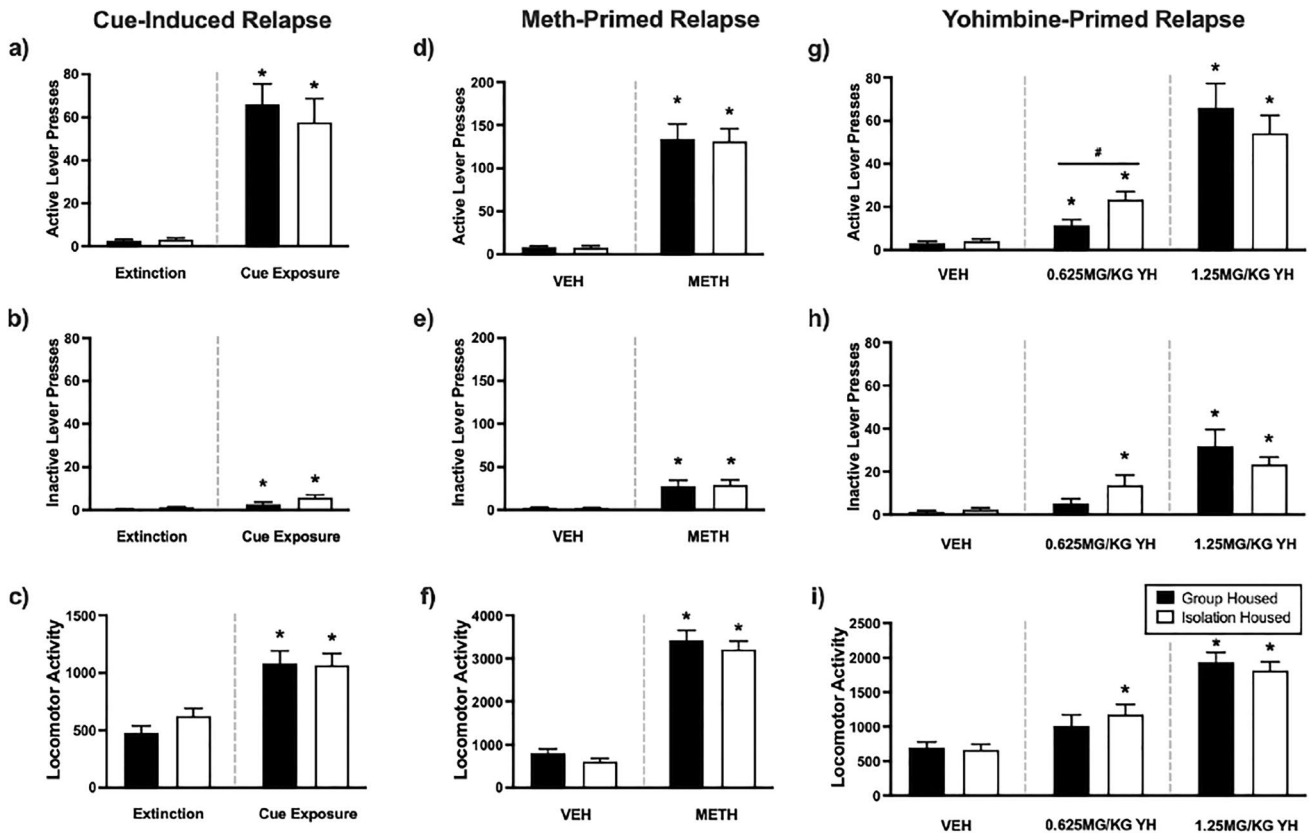 Cue-Induced Relapse
Meth-Primed Relapse
Yohimbine-Primed Relapse
a)
Active Lever Presses
80
60
40
20
0
*
*
Extinction
Cue Exposure
d)
Active Lever Presses
200
150
100
50
0
*
*
VEH
METH
g)
Active Lever Presses
80
60
40
20
0
#
*
*
*
*
VEH
0.625MG/KG YH
1.25MG/KG YH
b)
Inactive Lever Presses
80
60
40
20
0
*
*
Extinction
Cue Exposure
e)
Inactive Lever Presses
200
150
100
50
0
*
*
VEH
METH
h)
Inactive Lever Presses
80
60
40
20
0
*
*
*
VEH
0.625MG/KG YH
1.25MG/KG YH
c)
Locomotor Activity
1500
1000
500
0
*
*
Extinction
Cue Exposure
f)
Locomotor Activity
4000
3000
2000
1000
0
*
*
VEH
METH
i)
Locomotor Activity
2500
2000
1500
1000
500
0
Group Housed
Isolation Housed
*
*
*
VEH
0.625MG/KG YH
1.25MG/KG YH